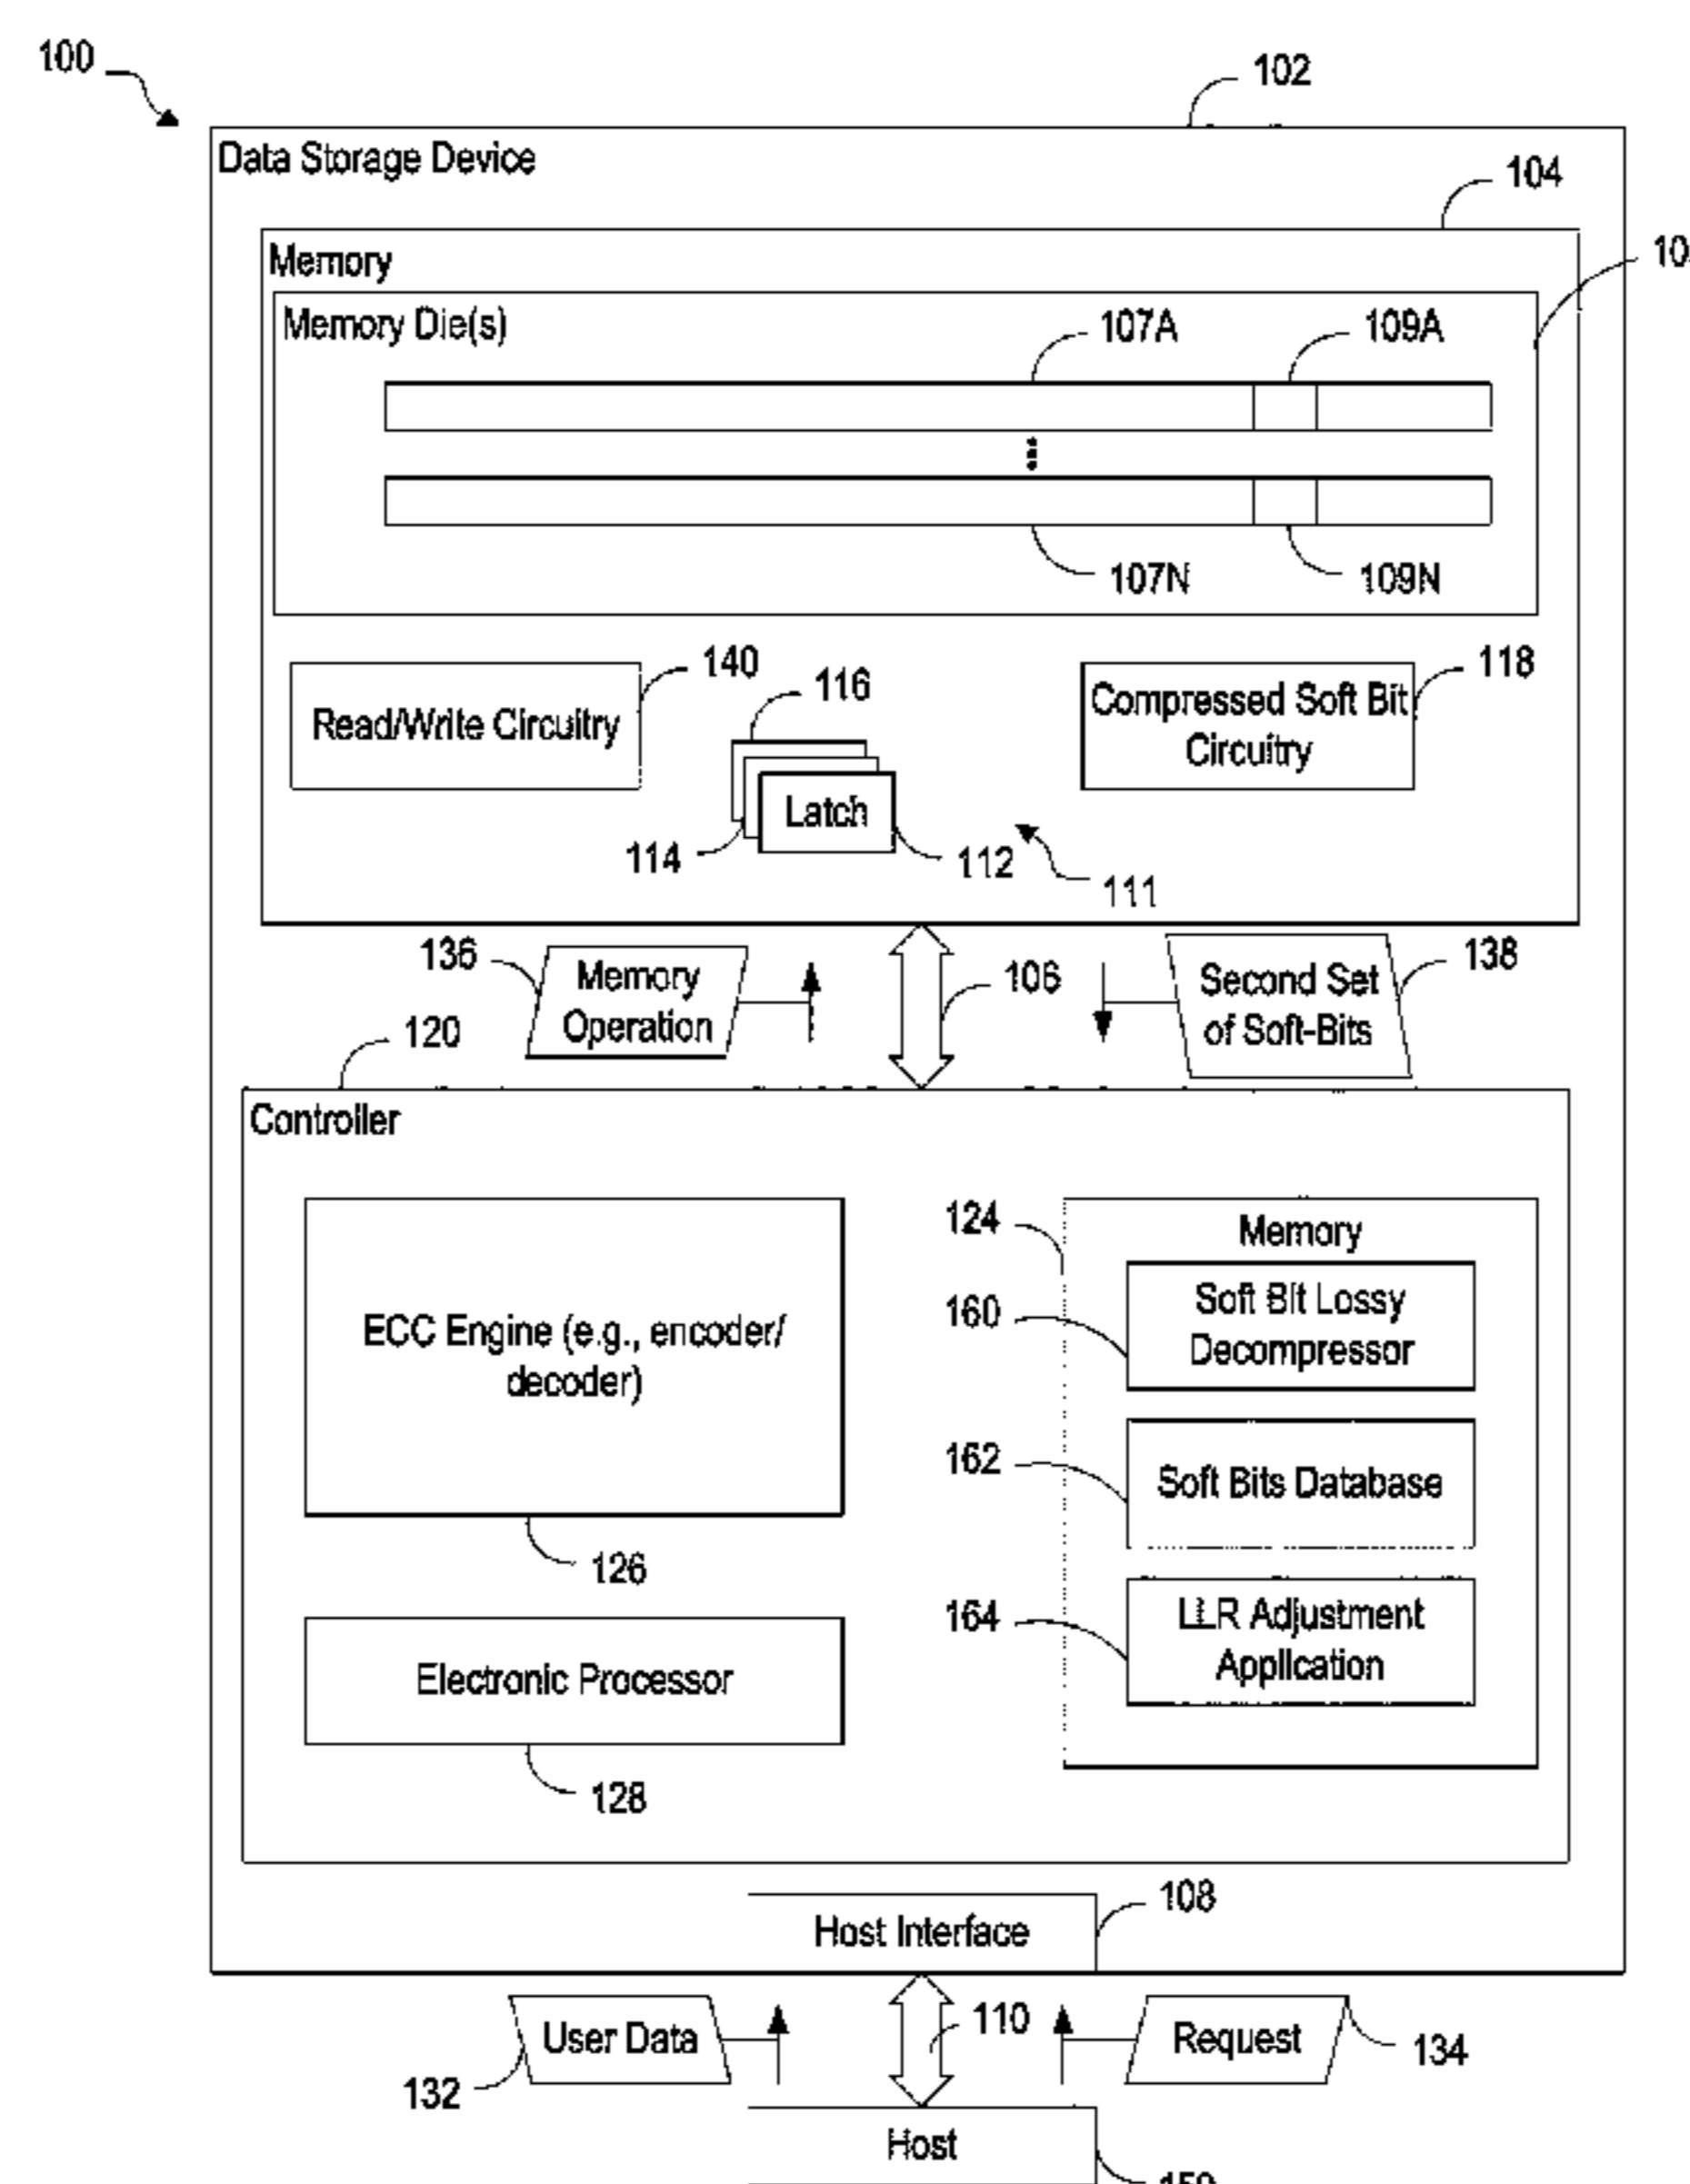 100
102
Data Storage Device
104
Memory
10
Memory Die(s)
107A
109A
107N
109N
140
118
116
Read/Write Circuitry
Compressed Soft Bit
Circuitry
Latch
114
112
111
136
Memory
Operation
106
Second Set
of Soft-Bits
138
120
Controller
124
Memory
ECC Engine (e.g., encoder/
decoder)
160
Soft Bit Lossy
Decompressor
162
Soft Bits Database
126
164
LLR Adjustment
Application
Electronic Processor
128
108
Host Interface
User Data
110
Request
134
132
Host